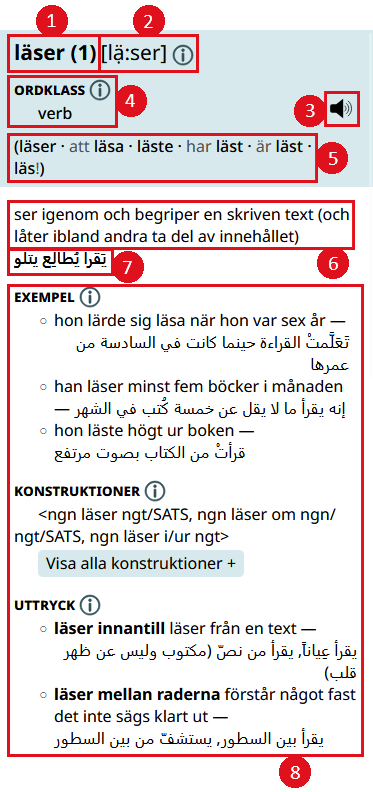 1 2
läser (1) [lä̱:ser] i
ORDKLASS i
verb
4
3
(läser · att läsa · läste · har läst · är läst ·
läs!)
5
ser igenom och begriper en skriven text (och
låter ibland andra ta del av innehållet)
6
يَقرأ يُطالِع يتلو
7
EXEMPEL i
○ hon lärde sig läsa när hon var sex år —
تَعَلَّمتْ القراءة حينما كانت في السادسة من
عمرها
○ han läser minst fem böcker i månaden
— إنه يقرأ ما لا يقل عن خمسة كُتب في الشهر
○ hon läste högt ur boken —
قرأتْ من الكتاب بصوت مرتفع
KONSTRUKTIONER i
<ngn läser ngt/SATS, ngn läser om ngn/
ngt/SATS, ngn läser i/ur ngt>
Visa alla konstruktioner +
UTTRYCK i
○ läser innantill läser från en text —
يقرأ عِياناً, يقرأ من نصّ (مكتوب وليس عن ظهر
قلب)
○ läser mellan raderna förstår något fast
det inte sägs klart ut —
يقرأ بين السطور, يستشفّ من بين السطور
8